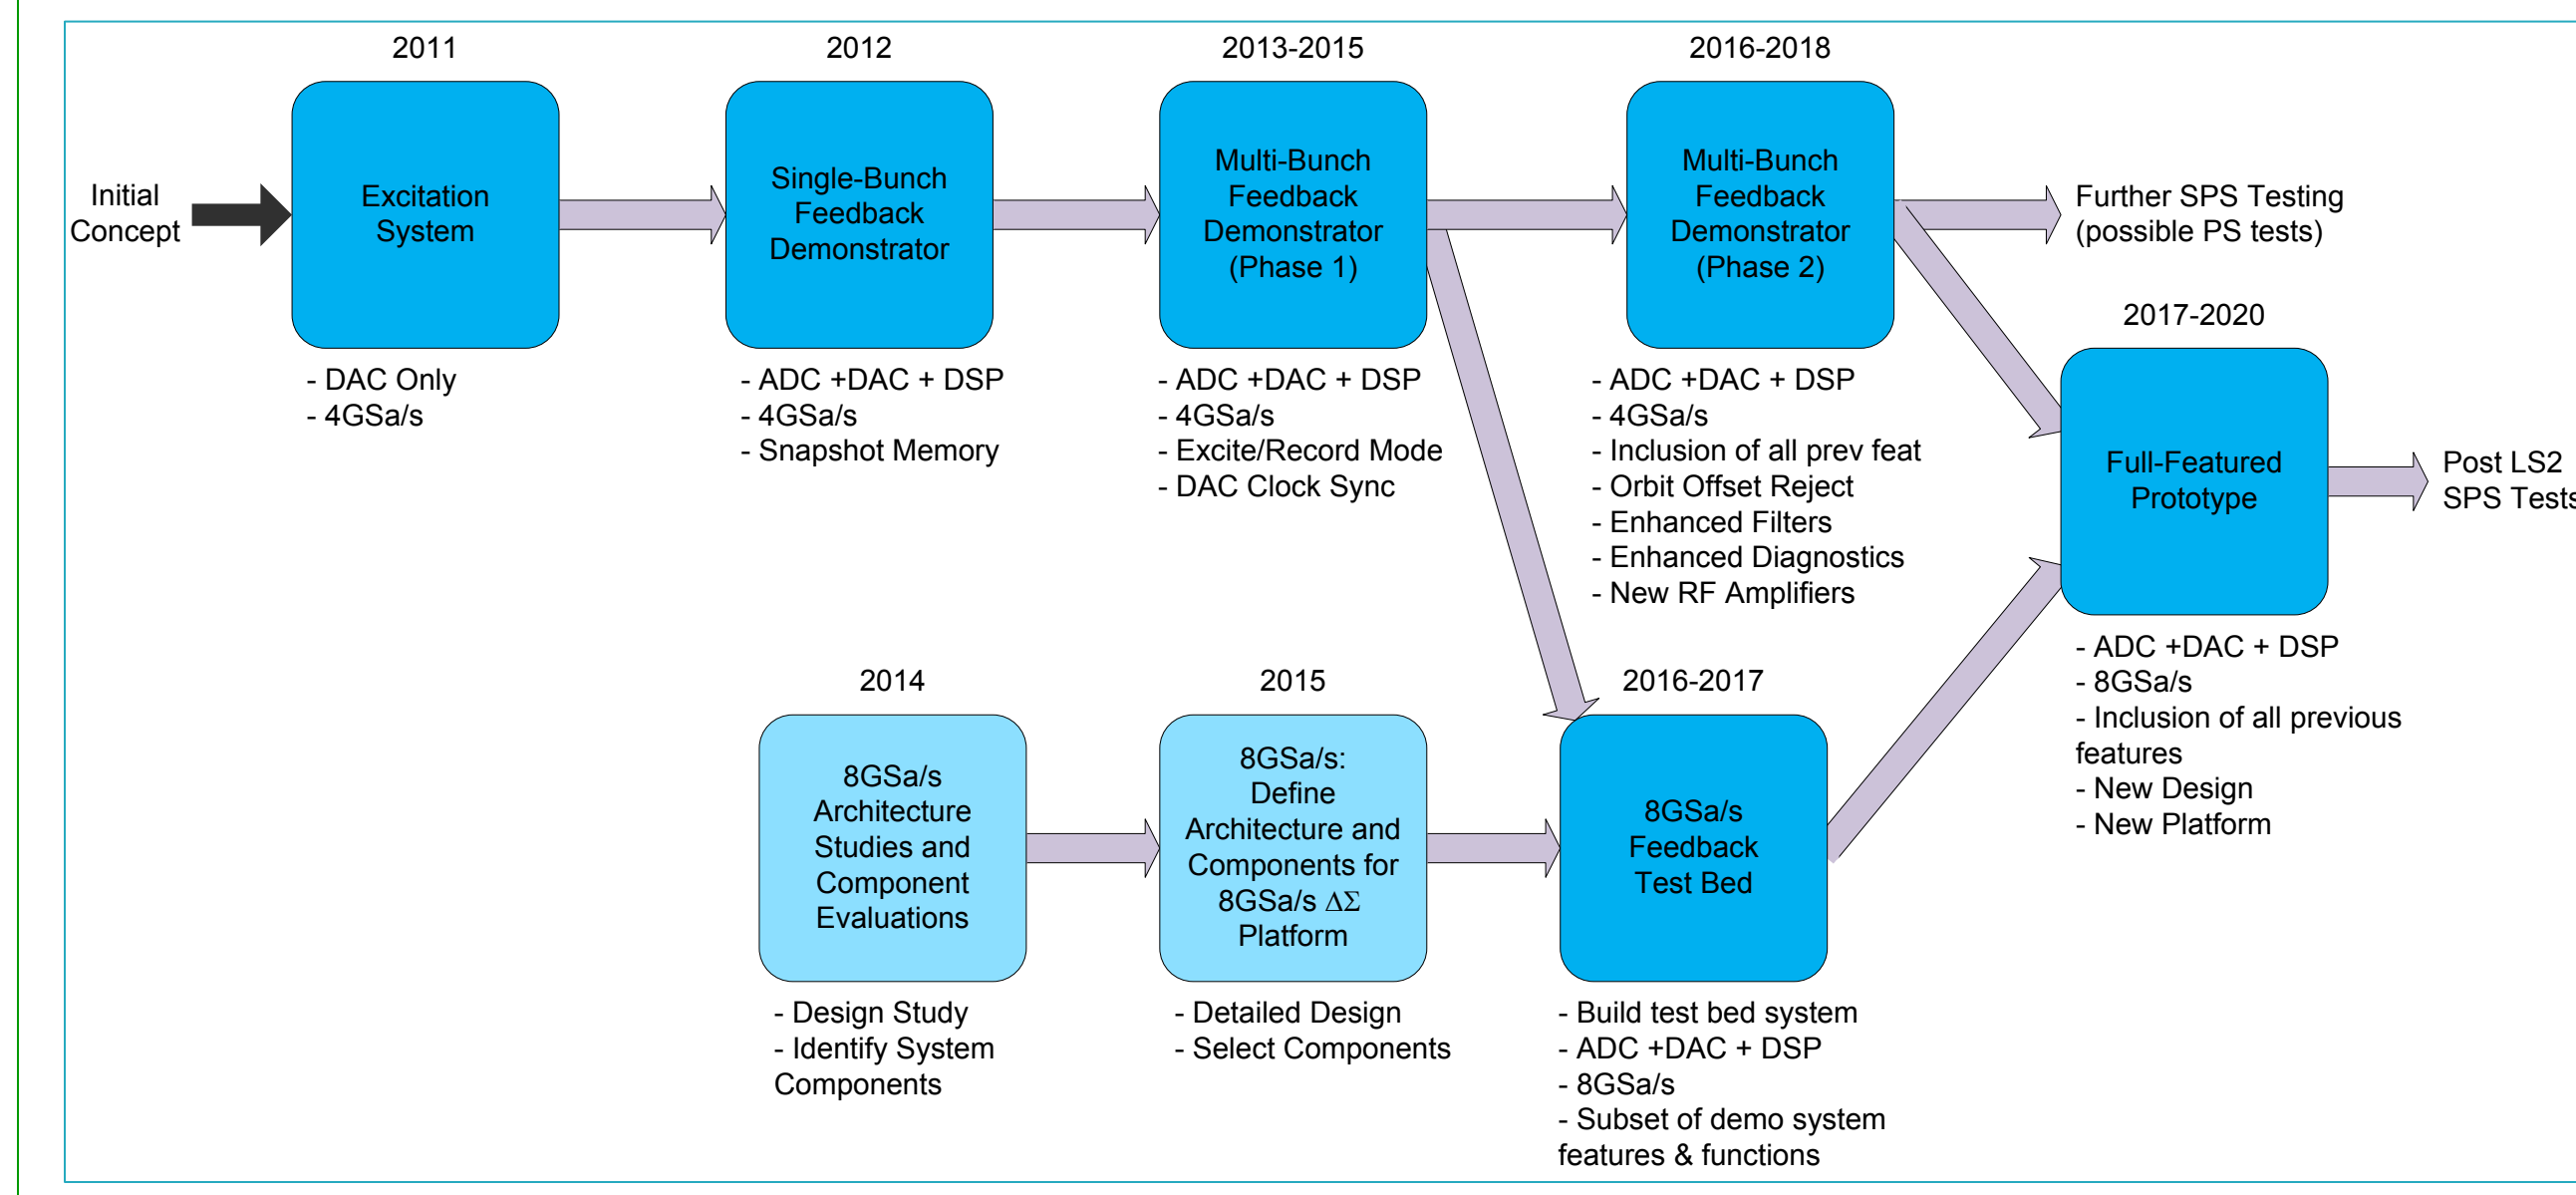 2011
2012
2013-2015
2016-2018
Initial
Concept
Excitation
System
Single-Bunch
Feedback
Demonstrator
Multi-Bunch
Feedback
Demonstrator
(Phase 1)
Multi-Bunch
Feedback
Demonstrator
(Phase 2)
Further SPS Testing
(possible PS tests)
- DAC Only
- 4GSa/s
- ADC +DAC + DSP
- 4GSa/s
- Snapshot Memory
- ADC +DAC + DSP
- 4GSa/s
- Excite/Record Mode
- DAC Clock Sync
- ADC +DAC + DSP
- 4GSa/s
- Inclusion of all prev feat
- Orbit Offset Reject
- Enhanced Filters
- Enhanced Diagnostics
- New RF Amplifiers
2017-2020
Full-Featured
Prototype
Post LS2
SPS Tests
- ADC +DAC + DSP
- 8GSa/s
- Inclusion of all previous
features
- New Design
- New Platform
2014
2015
2016-2017
8GSa/s
Architecture
Studies and
Component
Evaluations
8GSa/s:
Define
Architecture and
Components for
8GSa/s ΔΣ
Platform
8GSa/s
Feedback
Test Bed
- Design Study
- Identify System
Components
- Detailed Design
- Select Components
- Build test bed system
- ADC +DAC + DSP
- 8GSa/s
- Subset of demo system
features & functions